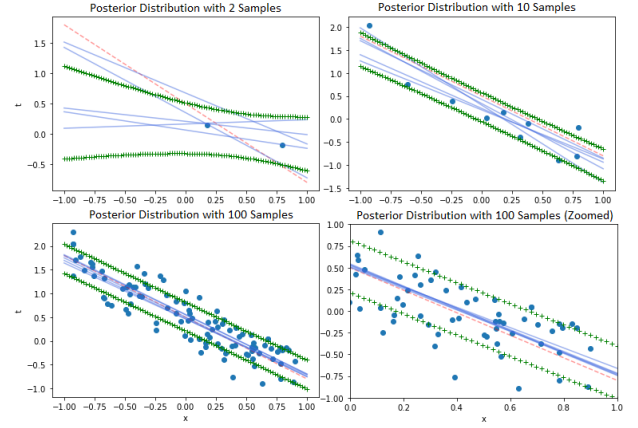 Posterior Distribution with 2 Samples
Posterior Distribution with 10 Samples
1.5
1.0
0.5
0.0
−0.5
t
−1.00 −0.75 −0.50 −0.25 0.00 0.25 0.50 0.75 1.00
2.0
1.5
1.0
0.5
0.0
−0.5
−1.0
−1.5
−1.00 −0.75 −0.50 −0.25 0.00 0.25 0.50 0.75 1.00
Posterior Distribution with 100 Samples
Posterior Distribution with 100 Samples (Zoomed)
2.0
1.5
1.0
0.5
0.0
−0.5
−1.0
t
−1.00 −0.75 −0.50 −0.25 0.00 0.25 0.50 0.75 1.00
x
1.00
0.75
0.50
0.25
0.00
−0.25
−0.50
−0.75
−1.00
0.0 0.2 0.4 0.6 0.8 1.0
x